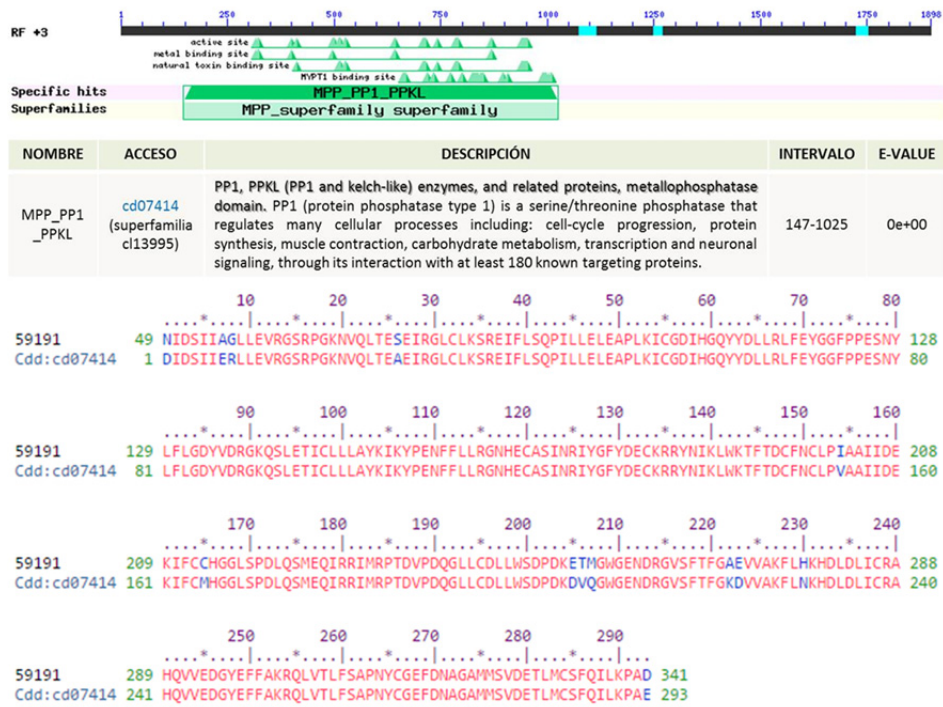 1 250 500 750 1000 1250 1500 1750 1898
RF +3
active site
metal binding site
natural toxin binding site
MYPT1 binding site
Specific hits MPP_PP1_PPKL
Superfamilies MPP_superfamily superfamily
NOMBRE ACCESO DESCRIPCIÓN INTERVALO E-VALUE
MPP_PP1
_PPKL
cd07414
(superfamilia
cl13995)
PP1, PPKL (PP1 and kelch-like) enzymes, and related proteins, metallophosphatase
domain. PP1 (protein phosphatase type 1) is a serine/threonine phosphatase that
regulates many cellular processes including: cell-cycle progression, protein
synthesis, muscle contraction, carbohydrate metabolism, transcription and neuronal
signaling, through its interaction with at least 180 known targeting proteins.
147-1025 0e+00
10 20 30 40 50 60 70 80
....*....|....*....|....*....|....*....|....*....|....*....|....*....|....*....|
59191 49 NIDSIIAGLLEVRGSRPGKNVQLTESEIRGLCLKSREIFLSQPILLELEAPLKICGDIHGQYYDLLRLFEYGGFPPESNY 128
Cdd:cd07414 1 DIDSIIERLLEVRGSRPGKNVQLTEAEIRGLCLKSREIFLSQPILLELEAPLKICGDIHGQYYDLLRLFEYGGFPPESNY 80
90 100 110 120 130 140 150 160
....*....|....*....|....*....|....*....|....*....|....*....|....*....|....*....|
59191 129 LFLGDYVDRGKQSLETICLLLAYKIKYPENFFLLRGNHECASINRIYGFYDECKRRYNIKLWKTFTDCFNCLPIAAIIDE 208
Cdd:cd07414 81 LFLGDYVDRGKQSLETICLLLAYKIKYPENFFLLRGNHECASINRIYGFYDECKRRYNIKLWKTFTDCFNCLPVAAIIDE 160
170 180 190 200 210 220 230 240
....*....|....*....|....*....|....*....|....*....|....*....|....*....|....*....|
59191 209 KIFCCHGGLSPDLQSMEQIRRIMRPTDVPDQGLLCDLLWSDPDKETMGWGENDRGVSFTFGAEVVAKFLHKHDLDLICRA 288
Cdd:cd07414 161 KIFCMHGGLSPDLQSMEQIRRIMRPTDVPDQGLLCDLLWSDPDKDVQGWGENDRGVSFTFGKDVVAKFLNKHDLDLICRA 240
250 260 270 280 290
....*....|....*....|....*....|....*....|....*....|...
59191 289 HQVVEDGYEFFAKRQLVTLFSAPNYCGEFDNAGAMMSVDETLMCSFQILKPAD 341
Cdd:cd07414 241 HQVVEDGYEFFAKRQLVTLFSAPNYCGEFDNAGAMMSVDETLMCSFQILKPAE 293